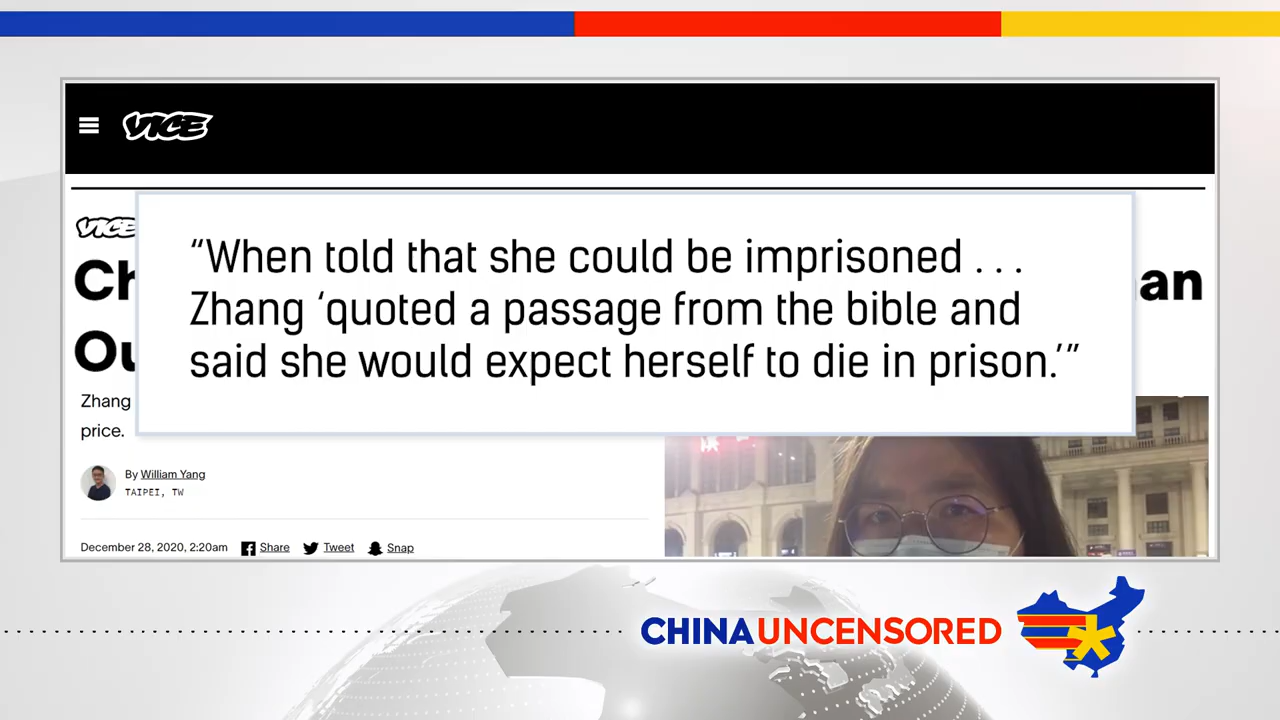 VICE
VICE
“When told that she could be imprisoned . . .
Zhang ‘quoted a passage from the bible and
said she would expect herself to die in prison.’”
Ch an
Ou
Zhang
price.
By William Yang
TAIPEI, TW
December 28, 2020, 2:20am Share Tweet Snap
CHINAUNCENSORED